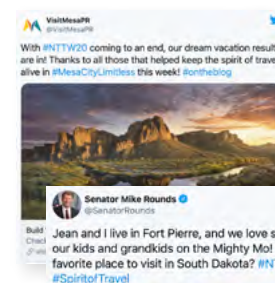 VisitMesaPR
@VisitMesaPR
With #NTTW20 coming to an end, our dream vacation result
are in! Thanks to all those that helped keep the spirit of trave
alive in #MesaCityLimitless this week! #ontheblog
Build
Chec
Senator Mike Rounds
@SenatorRounds
Jean and I live in Fort Pierre, and we love s
our kids and grandkids on the Mighty Mo!
favorite place to visit in South Dakota? #N
#SpiritofTravel